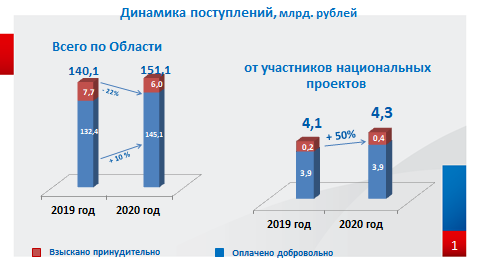 Динамика поступлений, млрд. рублей
Всего по Области
140,1
151,1
7,7
- 22%
6,0
132,4
+ 10 %
145,1
2019 год
2020 год
от участников национальных
проектов
4,1
4,3
0,2
+ 50%
0,4
3,9
3,9
2019 год
2020 год
Взыскано принудительно
Оплачено добровольно
1